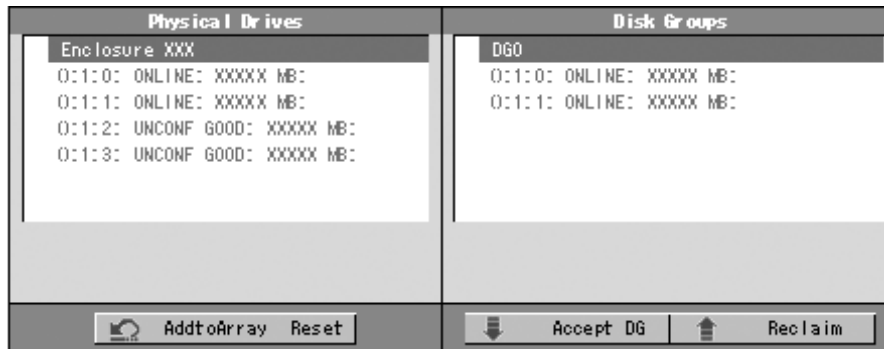 Physical Drives
Enclosure XXX
0:1:0: ONLINE: XXXXX MB:
0:1:1: ONLINE: XXXXX MB:
0:1:2: UNCONF GOOD: XXXXX MB:
0:1:3: UNCONF GOOD: XXXXX MB:
AddtoArray Reset
Disk Groups
DG0
0:1:0: ONLINE: XXXXX MB:
0:1:1: ONLINE: XXXXX MB:
Accept DG
Reclaim